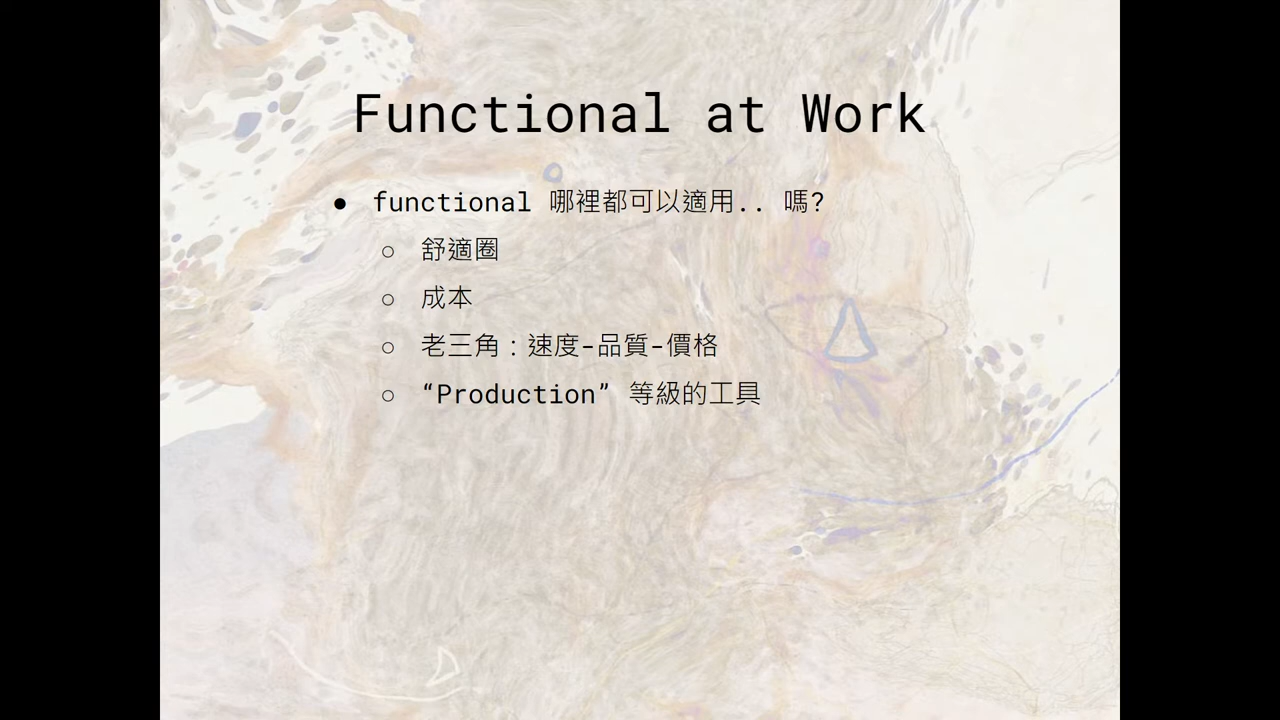 Functional at Work
● functional 哪裡都可以適用.. 嗎?
○ 舒適圈
○ 成本
○ 老三角：速度-品質-價格
○ “Production” 等級的工具